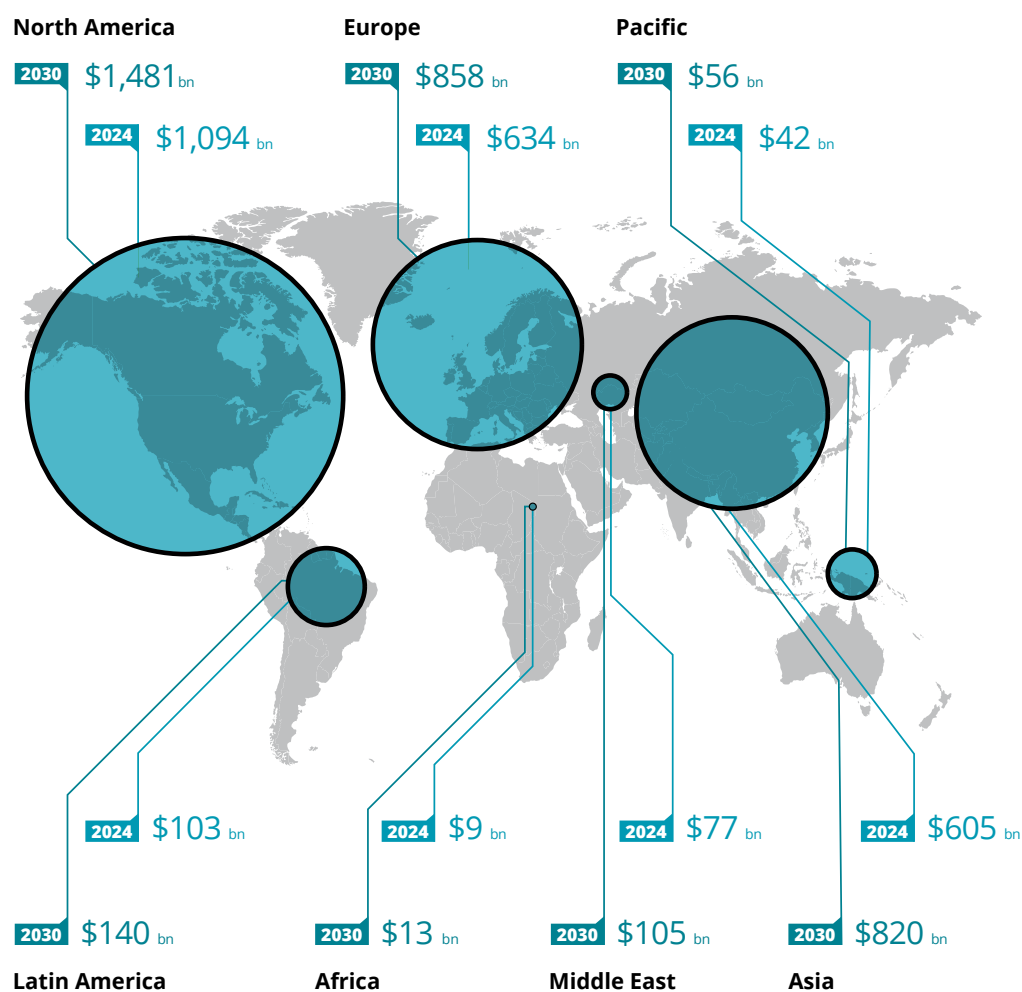 North America
2030 $1,481 bn
2024 $1,094 bn
Europe
2030 $858 bn
2024 $634 bn
Pacific
2030 $56 bn
2024 $42 bn
2024 $103 bn
2030 $140 bn
Latin America
2024 $9 bn
2030 $13 bn
Africa
2024 $77 bn
2030 $105 bn
Middle East
2024 $605 bn
2030 $820 bn
Asia